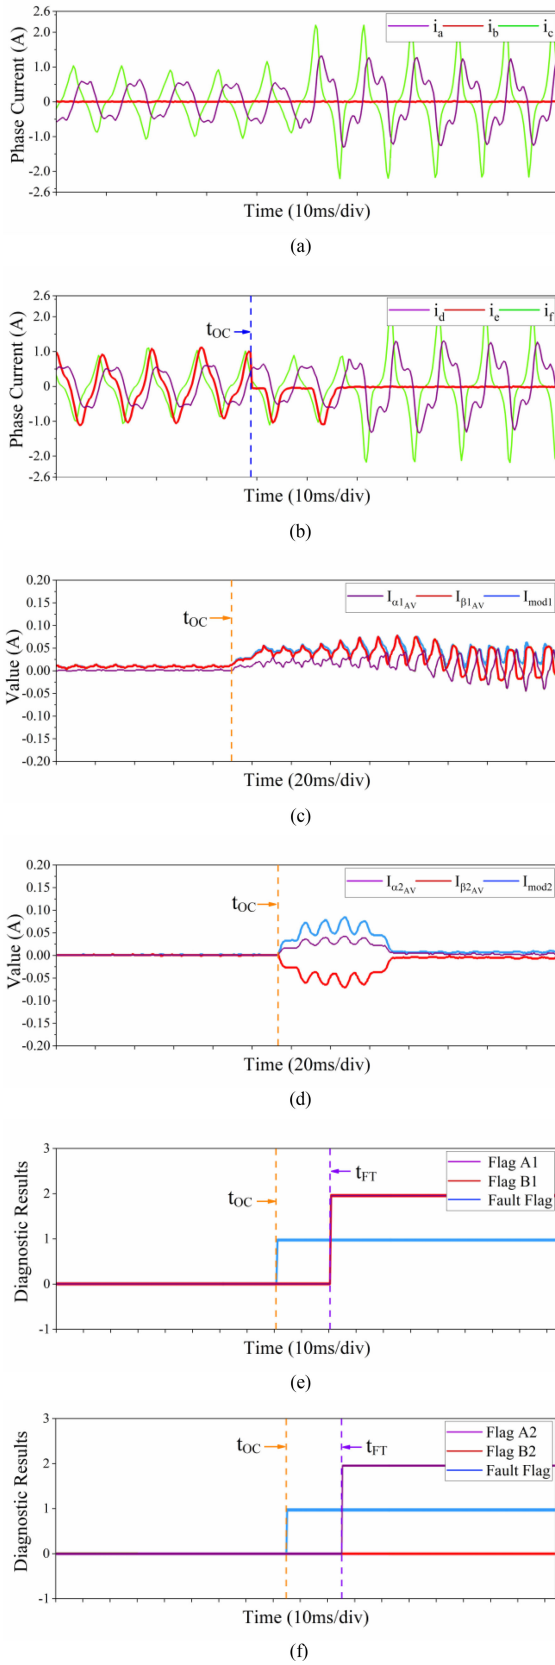 2.6
2.0
1.0
0
-1.0
-2.0
-2.6
Phase Current (A)
i_a i_b i_c
Time (10ms/div)
(a)
2.6
2.0
1.0
0
-1.0
-2.0
-2.6
Phase Current (A)
t_OC
i_d i_e i_f
Time (10ms/div)
(b)
0.20
0.15
0.10
0.05
0.00
-0.05
-0.10
-0.15
-0.20
Value (A)
t_OC
I_α1_AV I_β1_AV I_mod1
Time (20ms/div)
(c)
0.20
0.15
0.10
0.05
0.00
-0.05
-0.10
-0.15
-0.20
Value (A)
t_OC
I_α2_AV I_β2_AV I_mod2
Time (20ms/div)
(d)
3
2
1
0
-1
Diagnostic Results
t_OC
t_FT
Flag A1
Flag B1
Fault Flag
Time (10ms/div)
(e)
3
2
1
0
-1
Diagnostic Results
t_OC
t_FT
Flag A2
Flag B2
Fault Flag
Time (10ms/div)
(f)